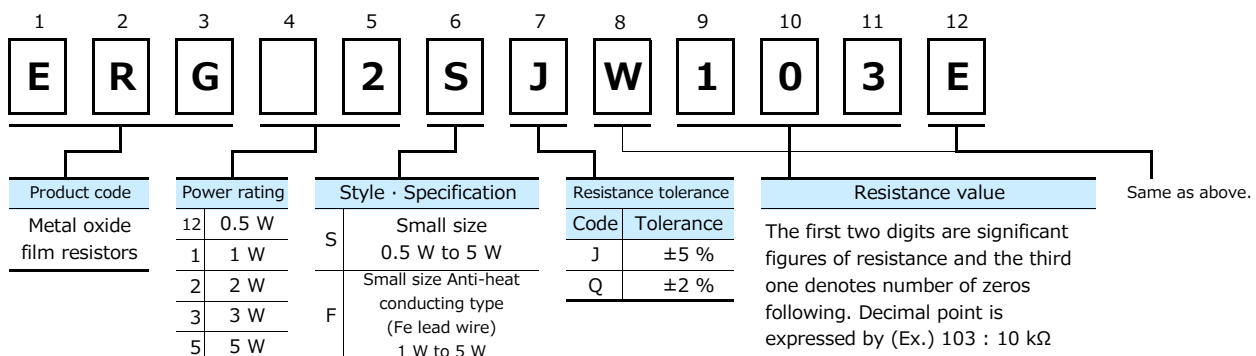 1 2 3 4 5 6 7 8 9 10 11 12
E R G 2 S J W 1 0 3 E
Product code
Metal oxide
film resistors
Power rating
12 0.5 W
1 1 W
2 2 W
3 3 W
5 5 W
Style · Specification
S Small size
0.5 W to 5 W
F Small size Anti-heat
conducting type
(Fe lead wire)
1 W to 5 W
Resistance tolerance
Code Tolerance
J ±5 %
Q ±2 %
Resistance value
The first two digits are significant
figures of resistance and the third
one denotes number of zeros
following. Decimal point is
expressed by (Ex.) 103 : 10 kΩ
Same as above.